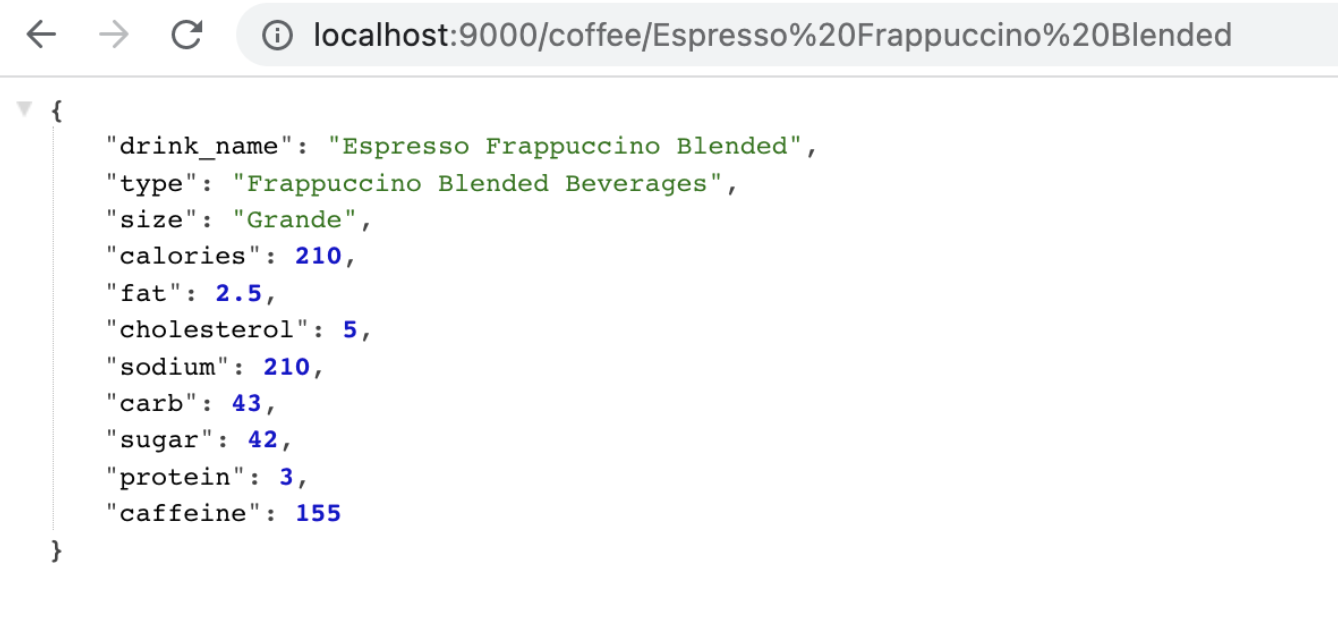 localhost:9000/coffee/Espresso%20Frappuccino%20Blended
{
"drink_name": "Espresso Frappuccino Blended",
"type": "Frappuccino Blended Beverages",
"size": "Grande",
"calories": 210,
"fat": 2.5,
"cholesterol": 5,
"sodium": 210,
"carb": 43,
"sugar": 42,
"protein": 3,
"caffeine": 155
}